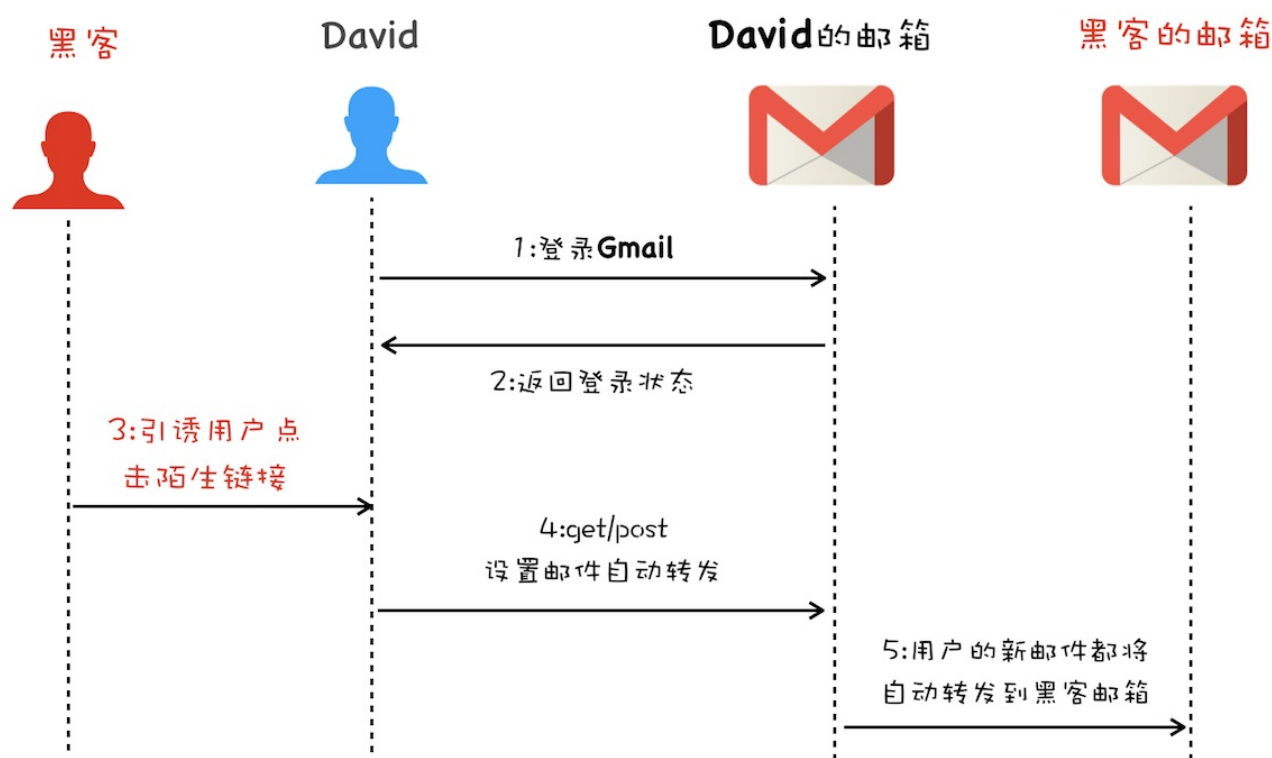 黑客
David
David的邮箱
黑客的邮箱
1:登录Gmail
2:返回登录状态
3:引诱用户点
击陌生链接
4:get/post
设置邮件自动转发
5:用户的新邮件都将
自动转发到黑客邮箱